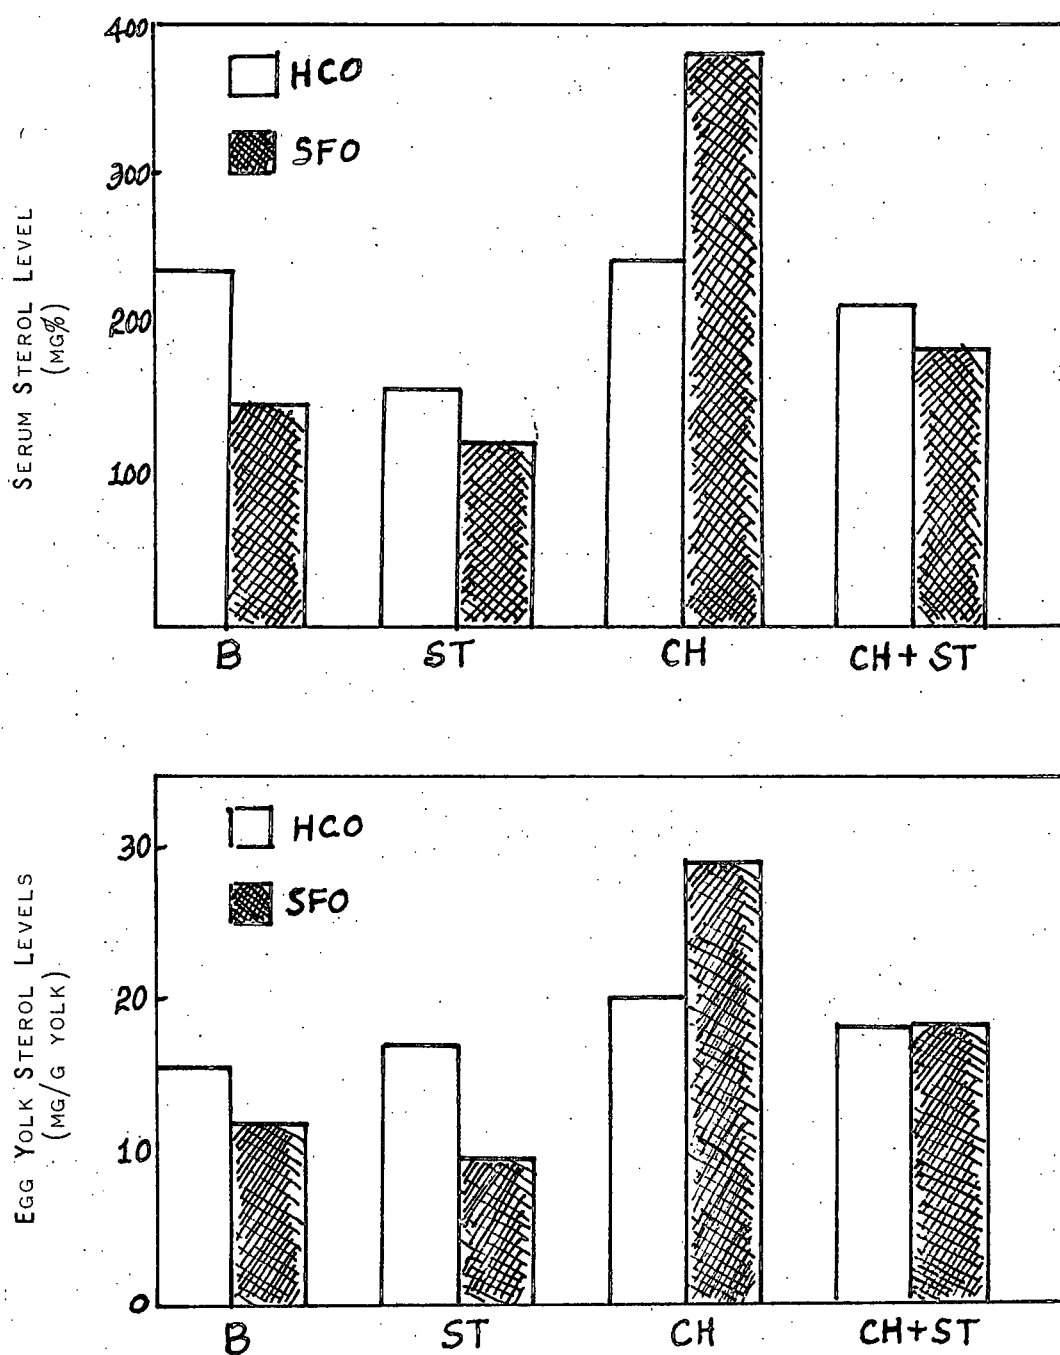 SERUM STEROL LEVEL
(MG%)
400
300
200
100
HCO
SFO
B ST CH CH + ST
EGG YOLK STEROL LEVELS
(MG/G YOLK)
30
20
10
0
HCO
SFO
B ST CH CH+ST